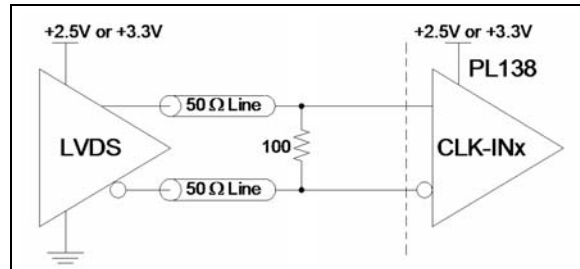 +2.5V or +3.3V
+2.5V or +3.3V
PL138
50 Ω Line
LVDS
100
CLK-INx
50 Ω Line